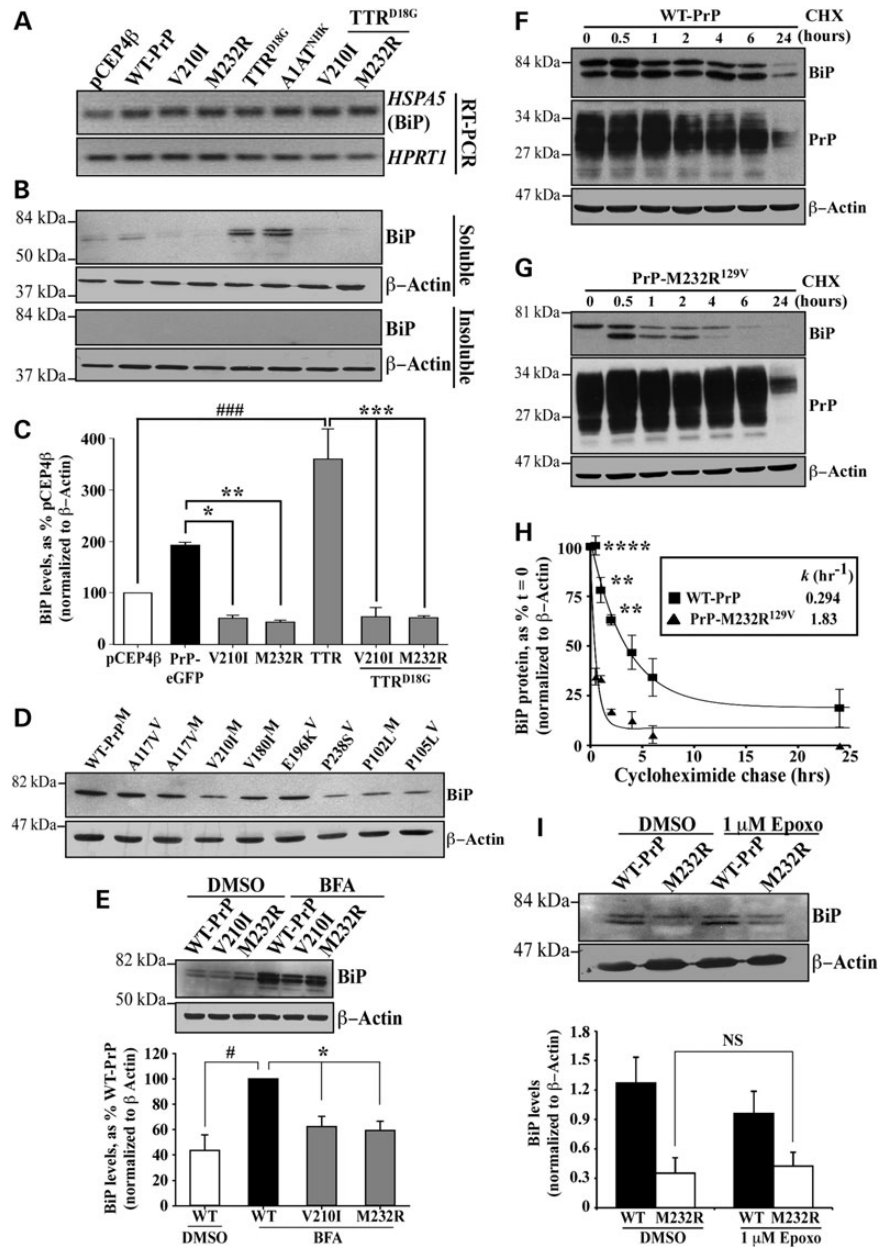 A
TTR^D18G
pCEP4β
WT-PrP
V210I
M232R
TTR^D18G
A1AT^NHK
V210I
M232R
HSPA5
(BiP)
HPRT1
RT-PCR
B
84 kDa
50 kDa
37 kDa
BiP
β-Actin
Soluble
84 kDa
37 kDa
BiP
β-Actin
Insoluble
C
BiP levels, as % pCEP4β
(normalized to β-Actin)
400
300
200
100
0
###
***
**
*
pCEP4β
PrP-eGFP
V210I
M232R
TTR
V210I
M232R
TTR^D18G
D
WT-PrP^M
A117V^V
A117V^M
V210I^M
V180I^M
E196K^V
P238S^V
P102L^M
P105L^V
82 kDa
47 kDa
BiP
β-Actin
E
DMSO
BFA
WT-PrP
V210I
M232R
WT-PrP
V210I
M232R
82 kDa
50 kDa
BiP
β-Actin
BiP levels, as % WT-PrP
(normalized to β Actin)
120
100
80
60
40
20
0
#
*
WT
WT
V210I
M232R
DMSO
BFA
F
WT-PrP
CHX
(hours)
0 0.5 1 2 4 6 24
84 kDa
BiP
34 kDa
27 kDa
PrP
47 kDa
β-Actin
G
PrP-M232R^129V
CHX
(hours)
0 0.5 1 2 4 6 24
81 kDa
BiP
34 kDa
27 kDa
PrP
47 kDa
β-Actin
H
BiP protein, as % t = 0
(normalized to β-Actin)
100
75
50
25
0
****
**
**
k (hr^-1)
WT-PrP 0.294
PrP-M232R^129V 1.83
0 5 10 15 20 25
Cycloheximide chase (hrs)
I
DMSO
1 μM Epoxo
WT-PrP
M232R
WT-PrP
M232R
84 kDa
47 kDa
BiP
β-Actin
BiP levels
(normalized to β-Actin)
1.8
1.5
1.2
0.9
0.6
0.3
0
NS
WT M232R WT M232R
DMSO
1 μM Epoxo